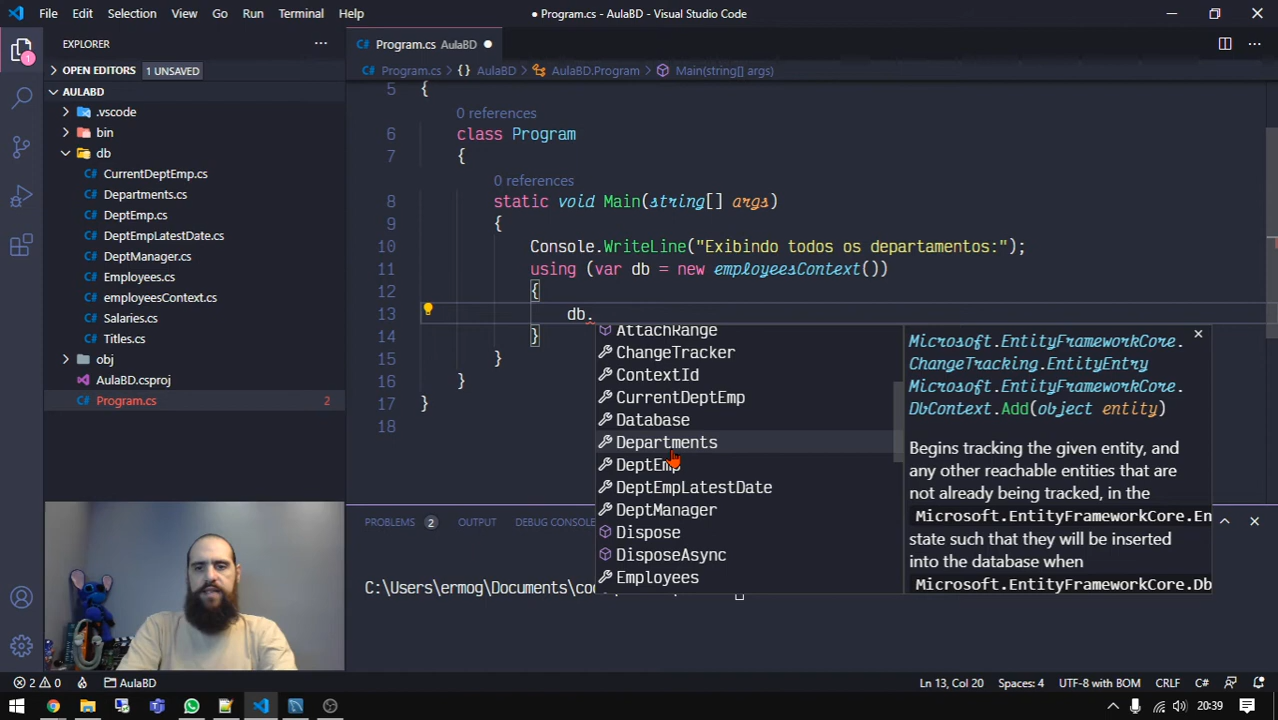 File Edit Selection View Go Run Terminal Help
● Program.cs - AulaBD - Visual Studio Code
EXPLORER
OPEN EDITORS 1 UNSAVED
AULABD
.vscode
bin
db
CurrentDeptEmp.cs
Departments.cs
DeptEmp.cs
DeptEmpLatestDate.cs
DeptManager.cs
Employees.cs
employeesContext.cs
Salaries.cs
Titles.cs
obj
AulaBD.csproj
Program.cs 2
1
Program.cs AulaBD ●
Program.cs > {} AulaBD > AulaBD.Program > Main(string[] args)
5 {
0 references
6 class Program
7 {
0 references
8 static void Main(string[] args)
9 {
10 Console.WriteLine("Exibindo todos os departamentos:");
11 using (var db = new employeesContext())
12 {
13 db.
14 }
15 }
16 }
17 }
18
AttachRange
ChangeTracker
ContextId
CurrentDeptEmp
Database
Departments
DeptEmp
DeptEmpLatestDate
DeptManager
Dispose
DisposeAsync
Employees
Microsoft.EntityFrameworkCore.
ChangeTracking.EntityEntry
Microsoft.EntityFrameworkCore.
DbContext.Add(object entity)
Begins tracking the given entity, and
any other reachable entities that are
not already being tracked, in the
Microsoft.EntityFrameworkCore.En
state such that they will be inserted
into the database when
Microsoft.EntityFrameworkCore.Db
PROBLEMS 2 OUTPUT DEBUG CONSOLE
C:\Users\ermog\Documents\co
2 0 AulaBD
Ln 13, Col 20 Spaces: 4 UTF-8 with BOM CRLF C#
20:39